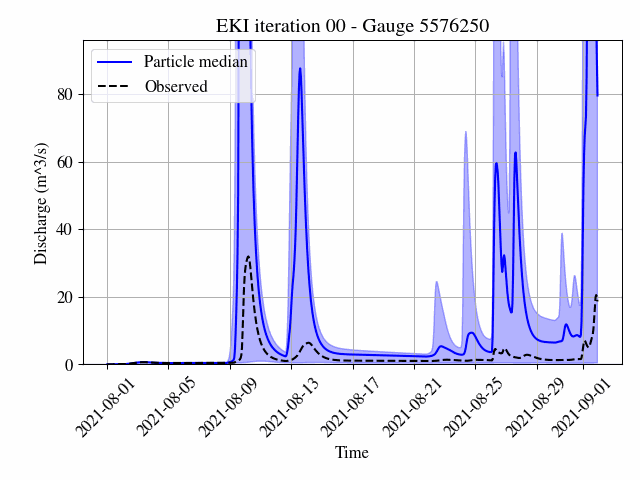 EKI iteration 00 - Gauge 5576250
Particle median
Observed
Discharge (m^3/s)
80
60
40
20
0
2021-08-01
2021-08-05
2021-08-09
2021-08-13
2021-08-17
2021-08-21
2021-08-25
2021-08-29
2021-09-01
Time